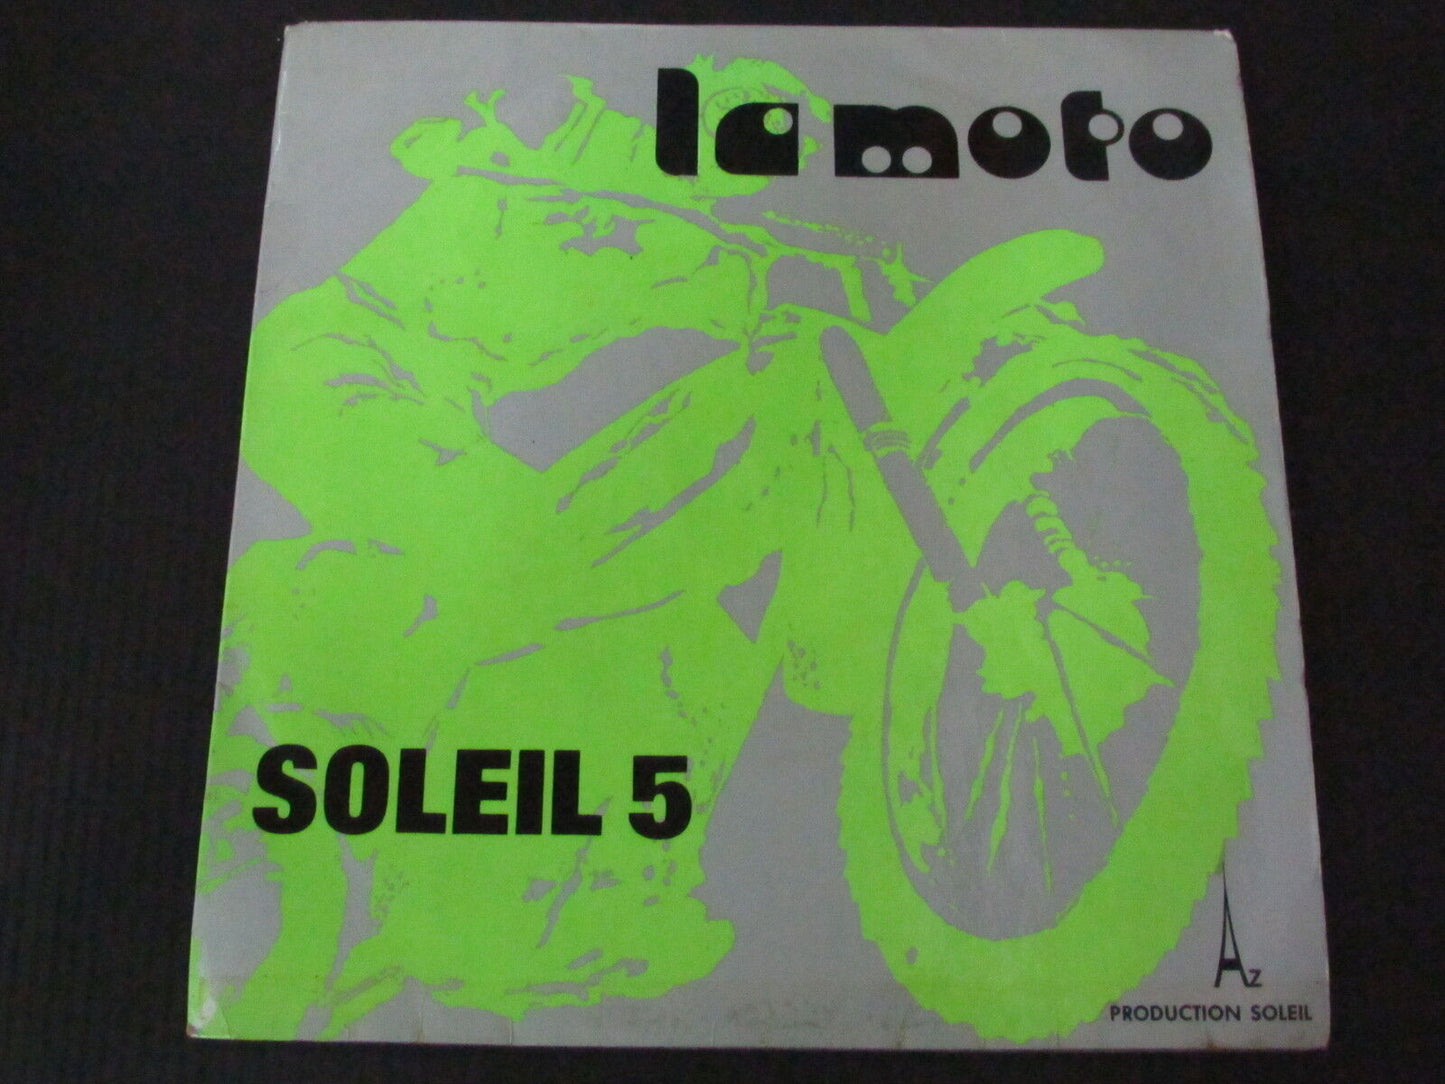 la moto
SOLEIL 5
Az
PRODUCTION SOLEIL